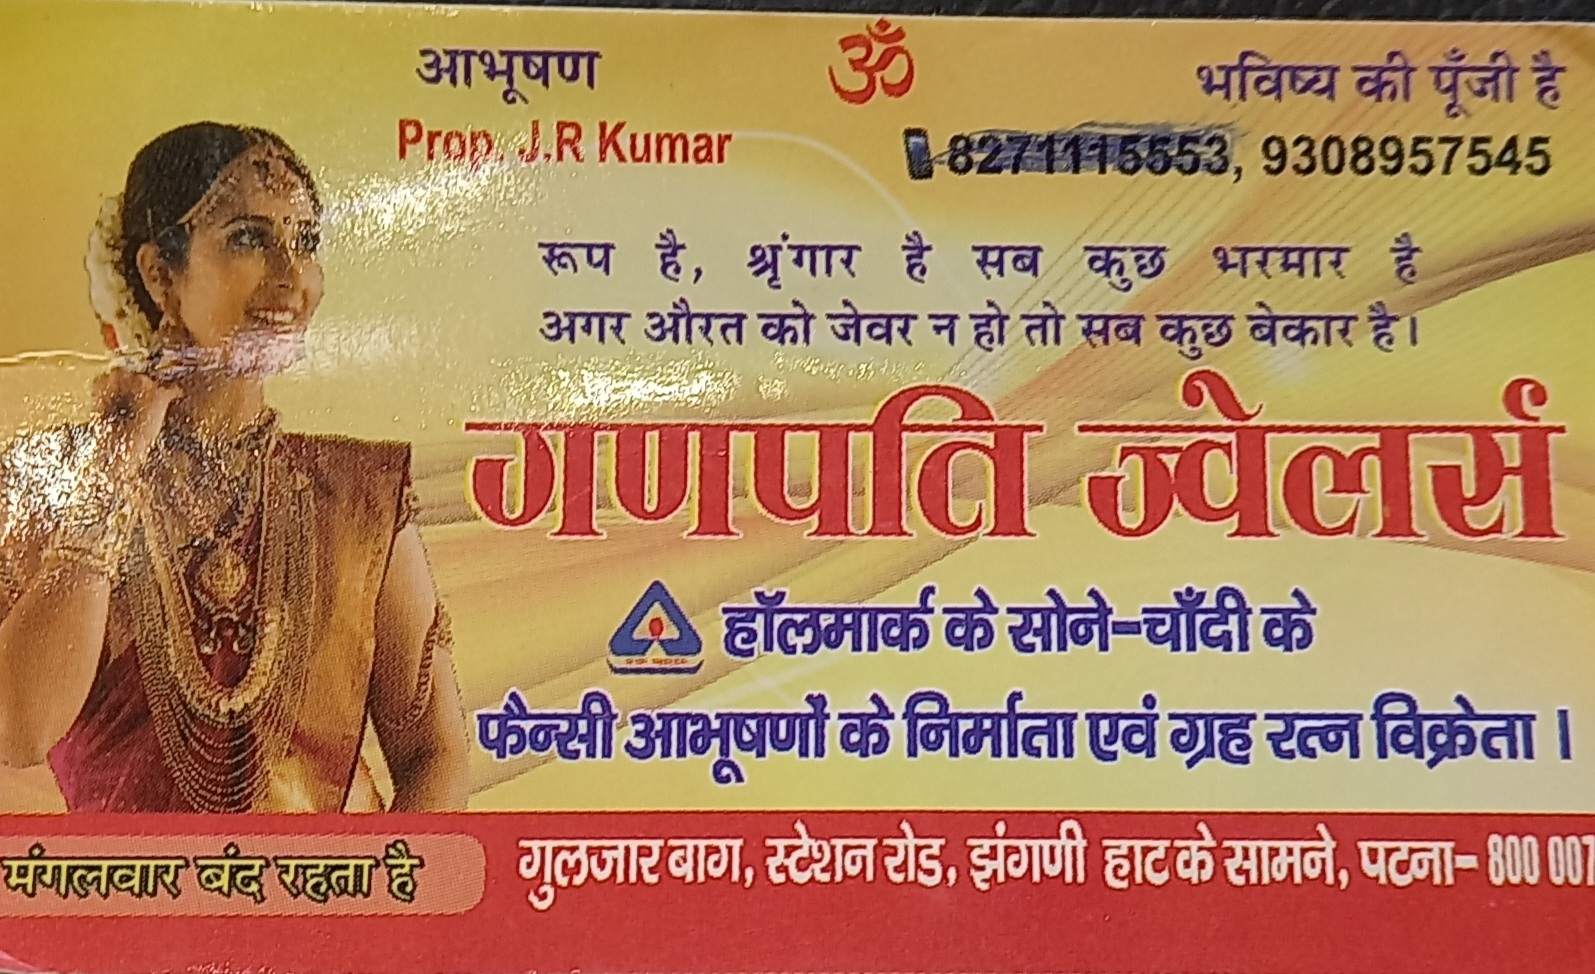 आभूषण ॐ भविष्य की पूँजी है
Prop. J.R Kumar 8271115553, 9308957545
रूप है, श्रृंगार है सब कुछ भरमार है
अगर औरत को जेवर न हो तो सब कुछ बेकार है।
गणपति ज्वेलर्स
हॉलमार्क के सोने-चाँदी के
फैन्सी आभूषणों के निर्माता एवं ग्रह रत्न विक्रेता ।
मंगलवार बंद रहता है गुलजार बाग, स्टेशन रोड, झंगणी हाट के सामने, पटना- 800 007